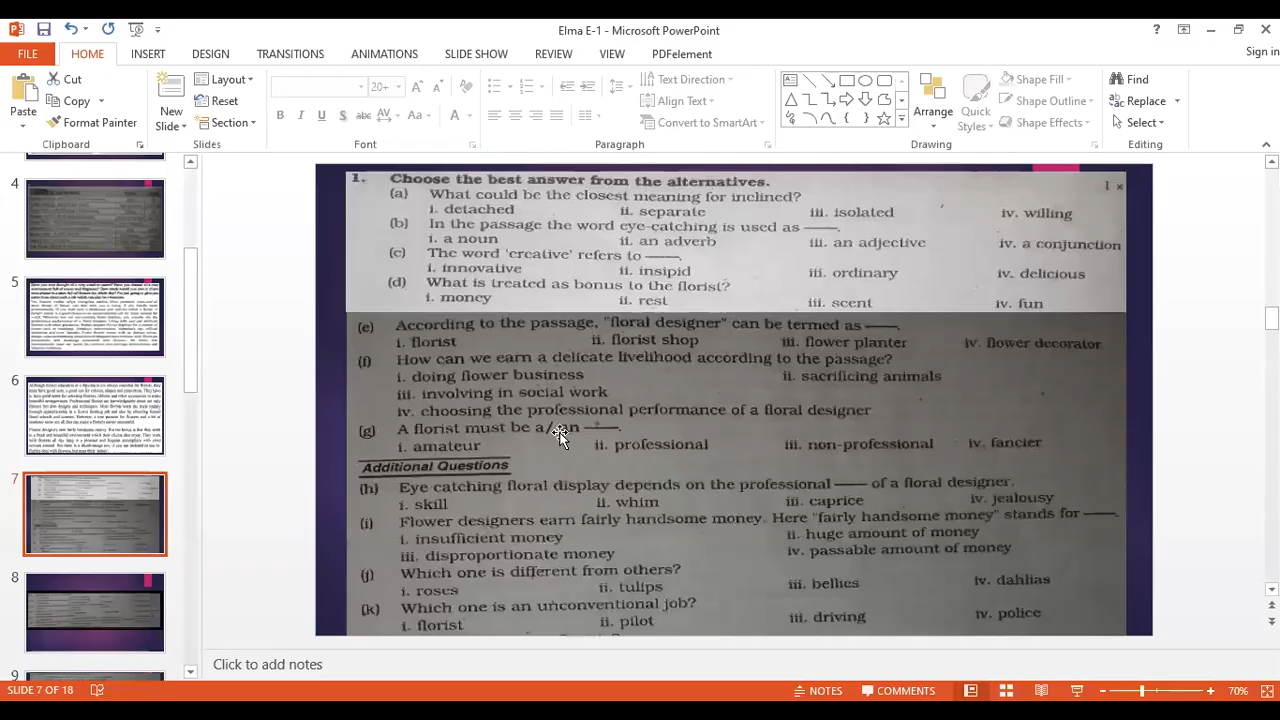 Elma E-1 - Microsoft PowerPoint
Sign in
FILE HOME INSERT DESIGN TRANSITIONS ANIMATIONS SLIDE SHOW REVIEW VIEW PDFelement
Paste
Cut
Copy
Format Painter
Clipboard
New Slide
Layout
Reset
Section
Slides
20+
Font
Text Direction
Align Text
Convert to SmartArt
Paragraph
Arrange
Quick Styles
Shape Fill
Shape Outline
Shape Effects
Drawing
Find
Replace
Select
Editing
4
5
6
7
8
9
1. Choose the best answer from the alternatives.
1 ×
(a) What could be the closest meaning for inclined?
i. detached ii. separate iii. isolated iv. willing
(b) In the passage the word eye-catching is used as ——.
i. a noun ii. an adverb iii. an adjective iv. a conjunction
(c) The word 'creative' refers to ——.
i. innovative ii. insipid iii. ordinary iv. delicious
(d) What is treated as bonus to the florist?
i. money ii. rest iii. scent iv. fun
(e) According to the passage, "floral designer" can be termed as ——.
i. florist ii. florist shop iii. flower planter iv. flower decorator
(f) How can we earn a delicate livelihood according to the passage?
i. doing flower business ii. sacrificing animals
iii. involving in social work
iv. choosing the professional performance of a floral designer
(g) A florist must be a/an ——.
i. amateur ii. professional iii. non-professional iv. fancier
Additional Questions
(h) Eye catching floral display depends on the professional —— of a floral designer.
i. skill ii. whim iii. caprice iv. jealousy
(i) Flower designers earn fairly handsome money. Here "fairly handsome money" stands for ——.
i. insufficient money ii. huge amount of money
iii. disproportionate money iv. passable amount of money
(j) Which one is different from others?
i. roses ii. tulips iii. bellies iv. dahlias
(k) Which one is an unconventional job?
i. florist ii. pilot iii. driving iv. police
Click to add notes
SLIDE 7 OF 18 NOTES COMMENTS 70%